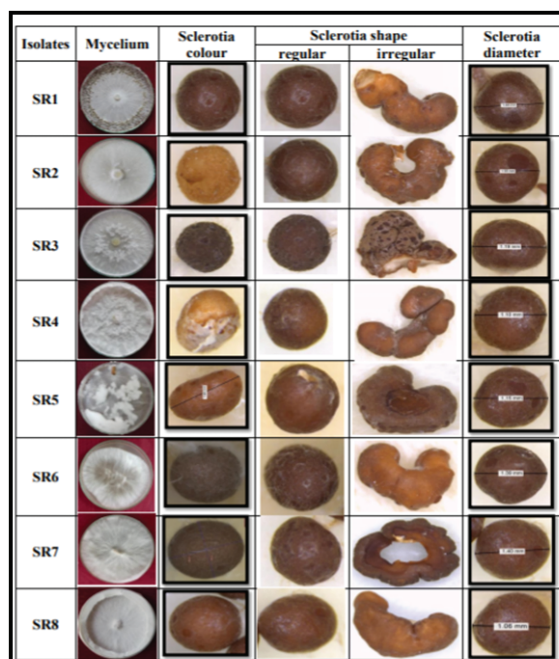 Isolates Mycelium Sclerotia colour Sclerotia shape Sclerotia diameter
regular irregular
SR1
SR2
SR3
SR4
SR5
SR6
SR7
SR8 1.06 mm